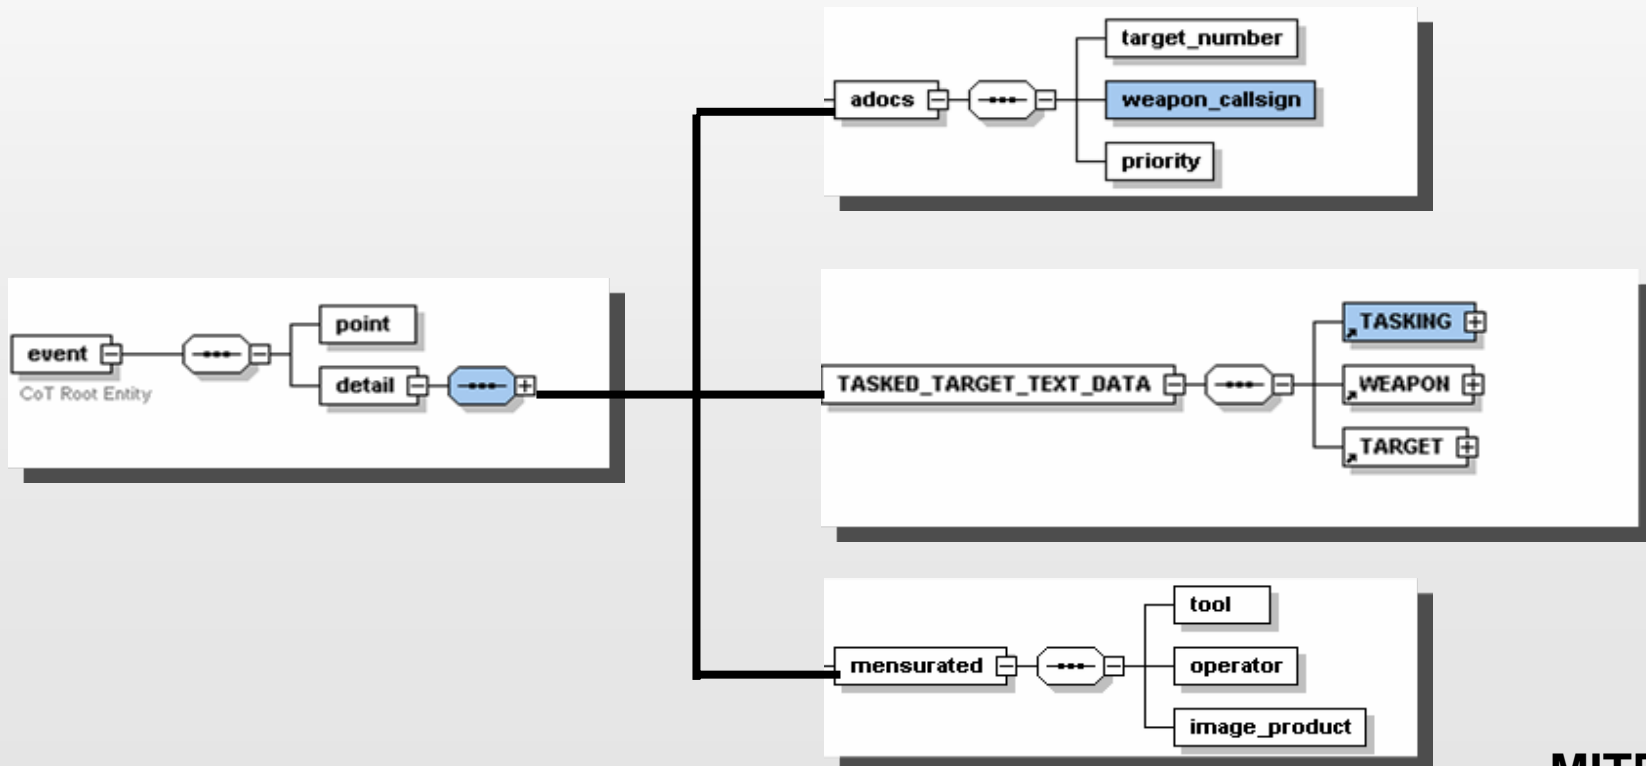 target_number
adocs
weapon_callsign
priority
event
CoT Root Entity
point
detail
TASKED_TARGET_TEXT_DATA
TASKING
WEAPON
TARGET
mensurated
tool
operator
image_product